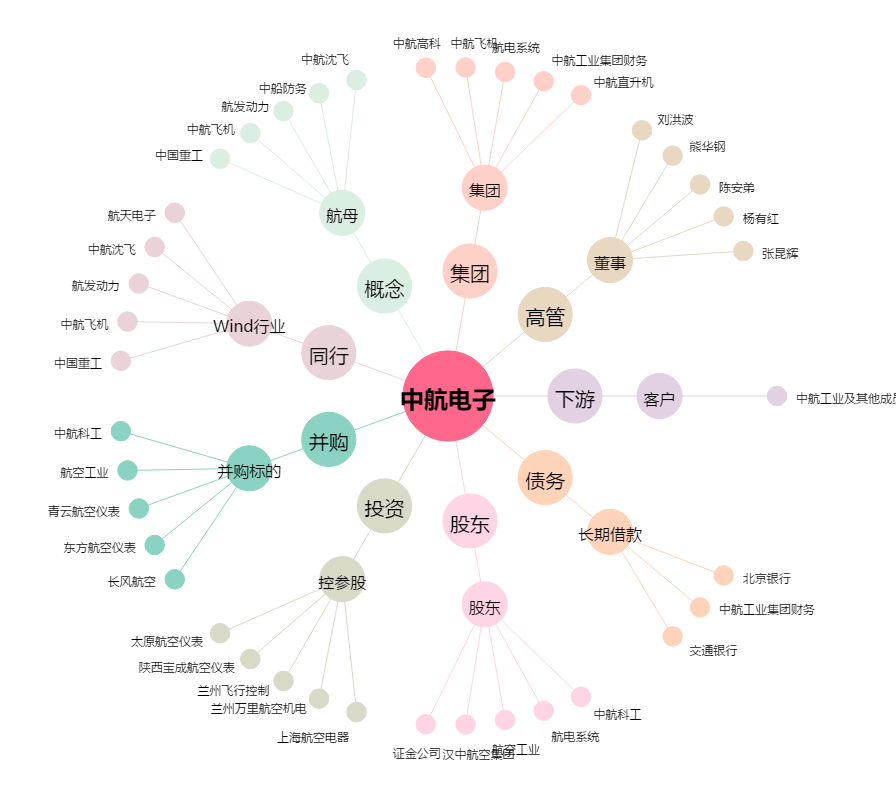 中航高科
中航飞机
航电系统
中航工业集团财务
中航直升机
集团
集团
刘洪波
熊华钢
陈安弟
杨有红
张昆辉
董事
高管
下游
客户
中航工业及其他成员
债务
长期借款
北京银行
中航工业集团财务
交通银行
股东
股东
中航科工
航电系统
航空工业
汉中航空集团
证金公司
投资
控参股
上海航空电器
兰州万里航空机电
兰州飞行控制
陕西宝成航空仪表
太原航空仪表
并购
并购标的
长风航空
东方航空仪表
青云航空仪表
航空工业
中航科工
同行
Wind行业
中国重工
中航飞机
航发动力
中航沈飞
航天电子
概念
航母
中国重工
中航飞机
航发动力
中船防务
中航沈飞
中航电子